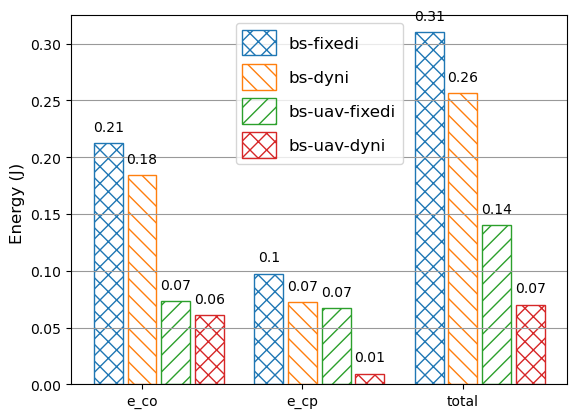 0.30
0.25
0.20
0.15
0.10
0.05
0.00
Energy (J)
bs-fixedi
bs-dyni
bs-uav-fixedi
bs-uav-dyni
0.21
0.18
0.07
0.06
0.1
0.07
0.07
0.01
0.31
0.26
0.14
0.07
e_co
e_cp
total